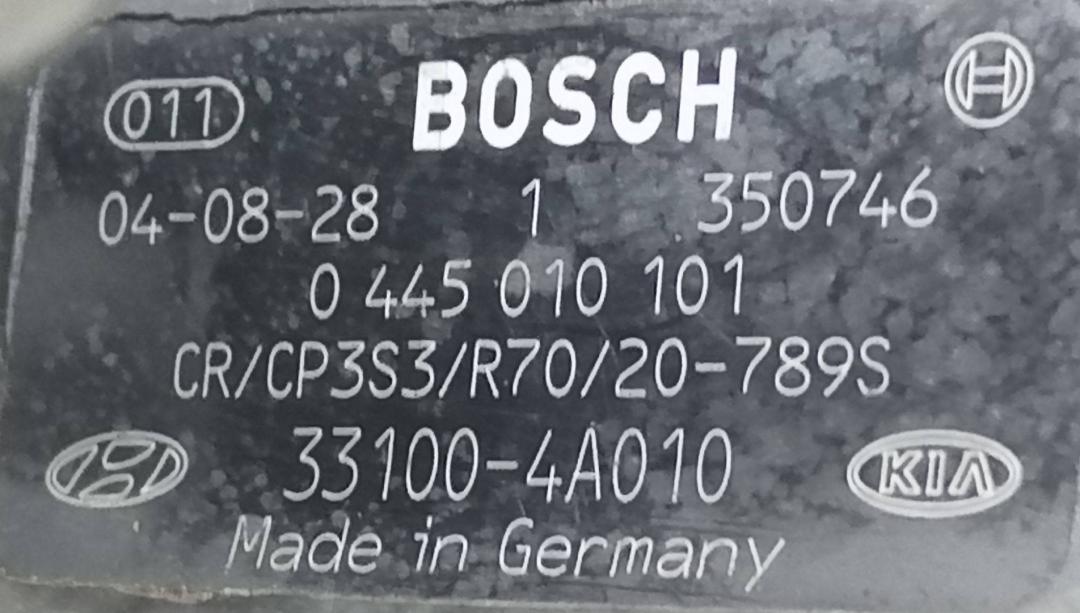 011 BOSCH
04-08-28 1 350746
0 445 010 101
CR/CP3S3/R70/20-789S
33100-4A010 KIA
Made in Germany